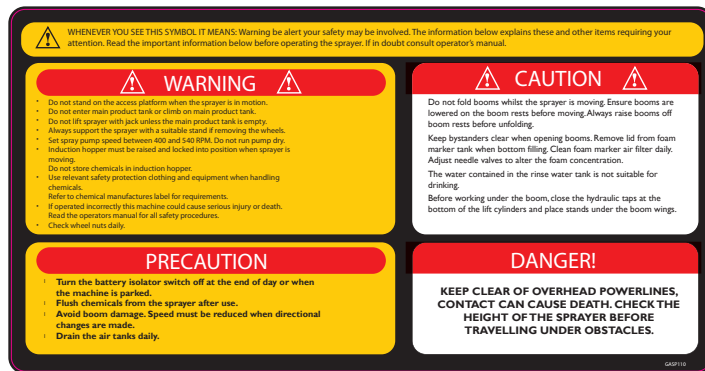 WHENEVER YOU SEE THIS SYMBOL IT MEANS: Warning be alert your safety may be involved. The information below explains these and other items requiring your
attention. Read the important information below before operating the sprayer. If in doubt consult operator's manual.
WARNING
• Do not stand on the access platform when the sprayer is in motion.
• Do not enter main product tank or climb on main product tank.
• Do not lift sprayer with jack unless the main product tank is empty.
• Always support the sprayer with a suitable stand if removing the wheels.
• Set spray pump speed between 400 and 540 RPM. Do not run pump dry.
• Induction hopper must be raised and locked into position when sprayer is
moving.
Do not store chemicals in induction hopper.
• Use relevant safety protection clothing and equipment when handling
chemicals.
Refer to chemical manufactures label for requirements.
• If operated incorrectly this machine could cause serious injury or death.
Read the operators manual for all safety procedures.
• Check wheel nuts daily.
CAUTION
Do not fold booms whilst the sprayer is moving. Ensure booms are
lowered on the boom rests before moving. Always raise booms off
boom rests before unfolding.
Keep bystanders clear when opening booms. Remove lid from foam
marker tank when bottom filling. Clean foam marker air filter daily.
Adjust needle valves to alter the foam concentration.
The water contained in the rinse water tank is not suitable for
drinking.
Before working under the boom, close the hydraulic taps at the
bottom of the lift cylinders and place stands under the boom wings.
PRECAUTION
Turn the battery isolator switch off at the end of day or when
the machine is parked.
Flush chemicals from the sprayer after use.
Avoid boom damage. Speed must be reduced when directional
changes are made.
Drain the air tanks daily.
DANGER!
KEEP CLEAR OF OVERHEAD POWERLINES,
CONTACT CAN CAUSE DEATH. CHECK THE
HEIGHT OF THE SPRAYER BEFORE
TRAVELLING UNDER OBSTACLES.
GASP110